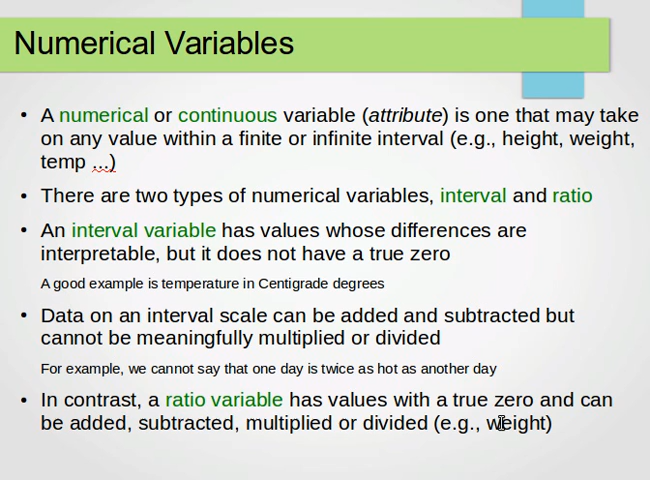 Numerical Variables
• A numerical or continuous variable (attribute) is one that may take
on any value within a finite or infinite interval (e.g., height, weight,
temp ...)
• There are two types of numerical variables, interval and ratio
• An interval variable has values whose differences are
interpretable, but it does not have a true zero
A good example is temperature in Centigrade degrees
• Data on an interval scale can be added and subtracted but
cannot be meaningfully multiplied or divided
For example, we cannot say that one day is twice as hot as another day
• In contrast, a ratio variable has values with a true zero and can
be added, subtracted, multiplied or divided (e.g., weight)